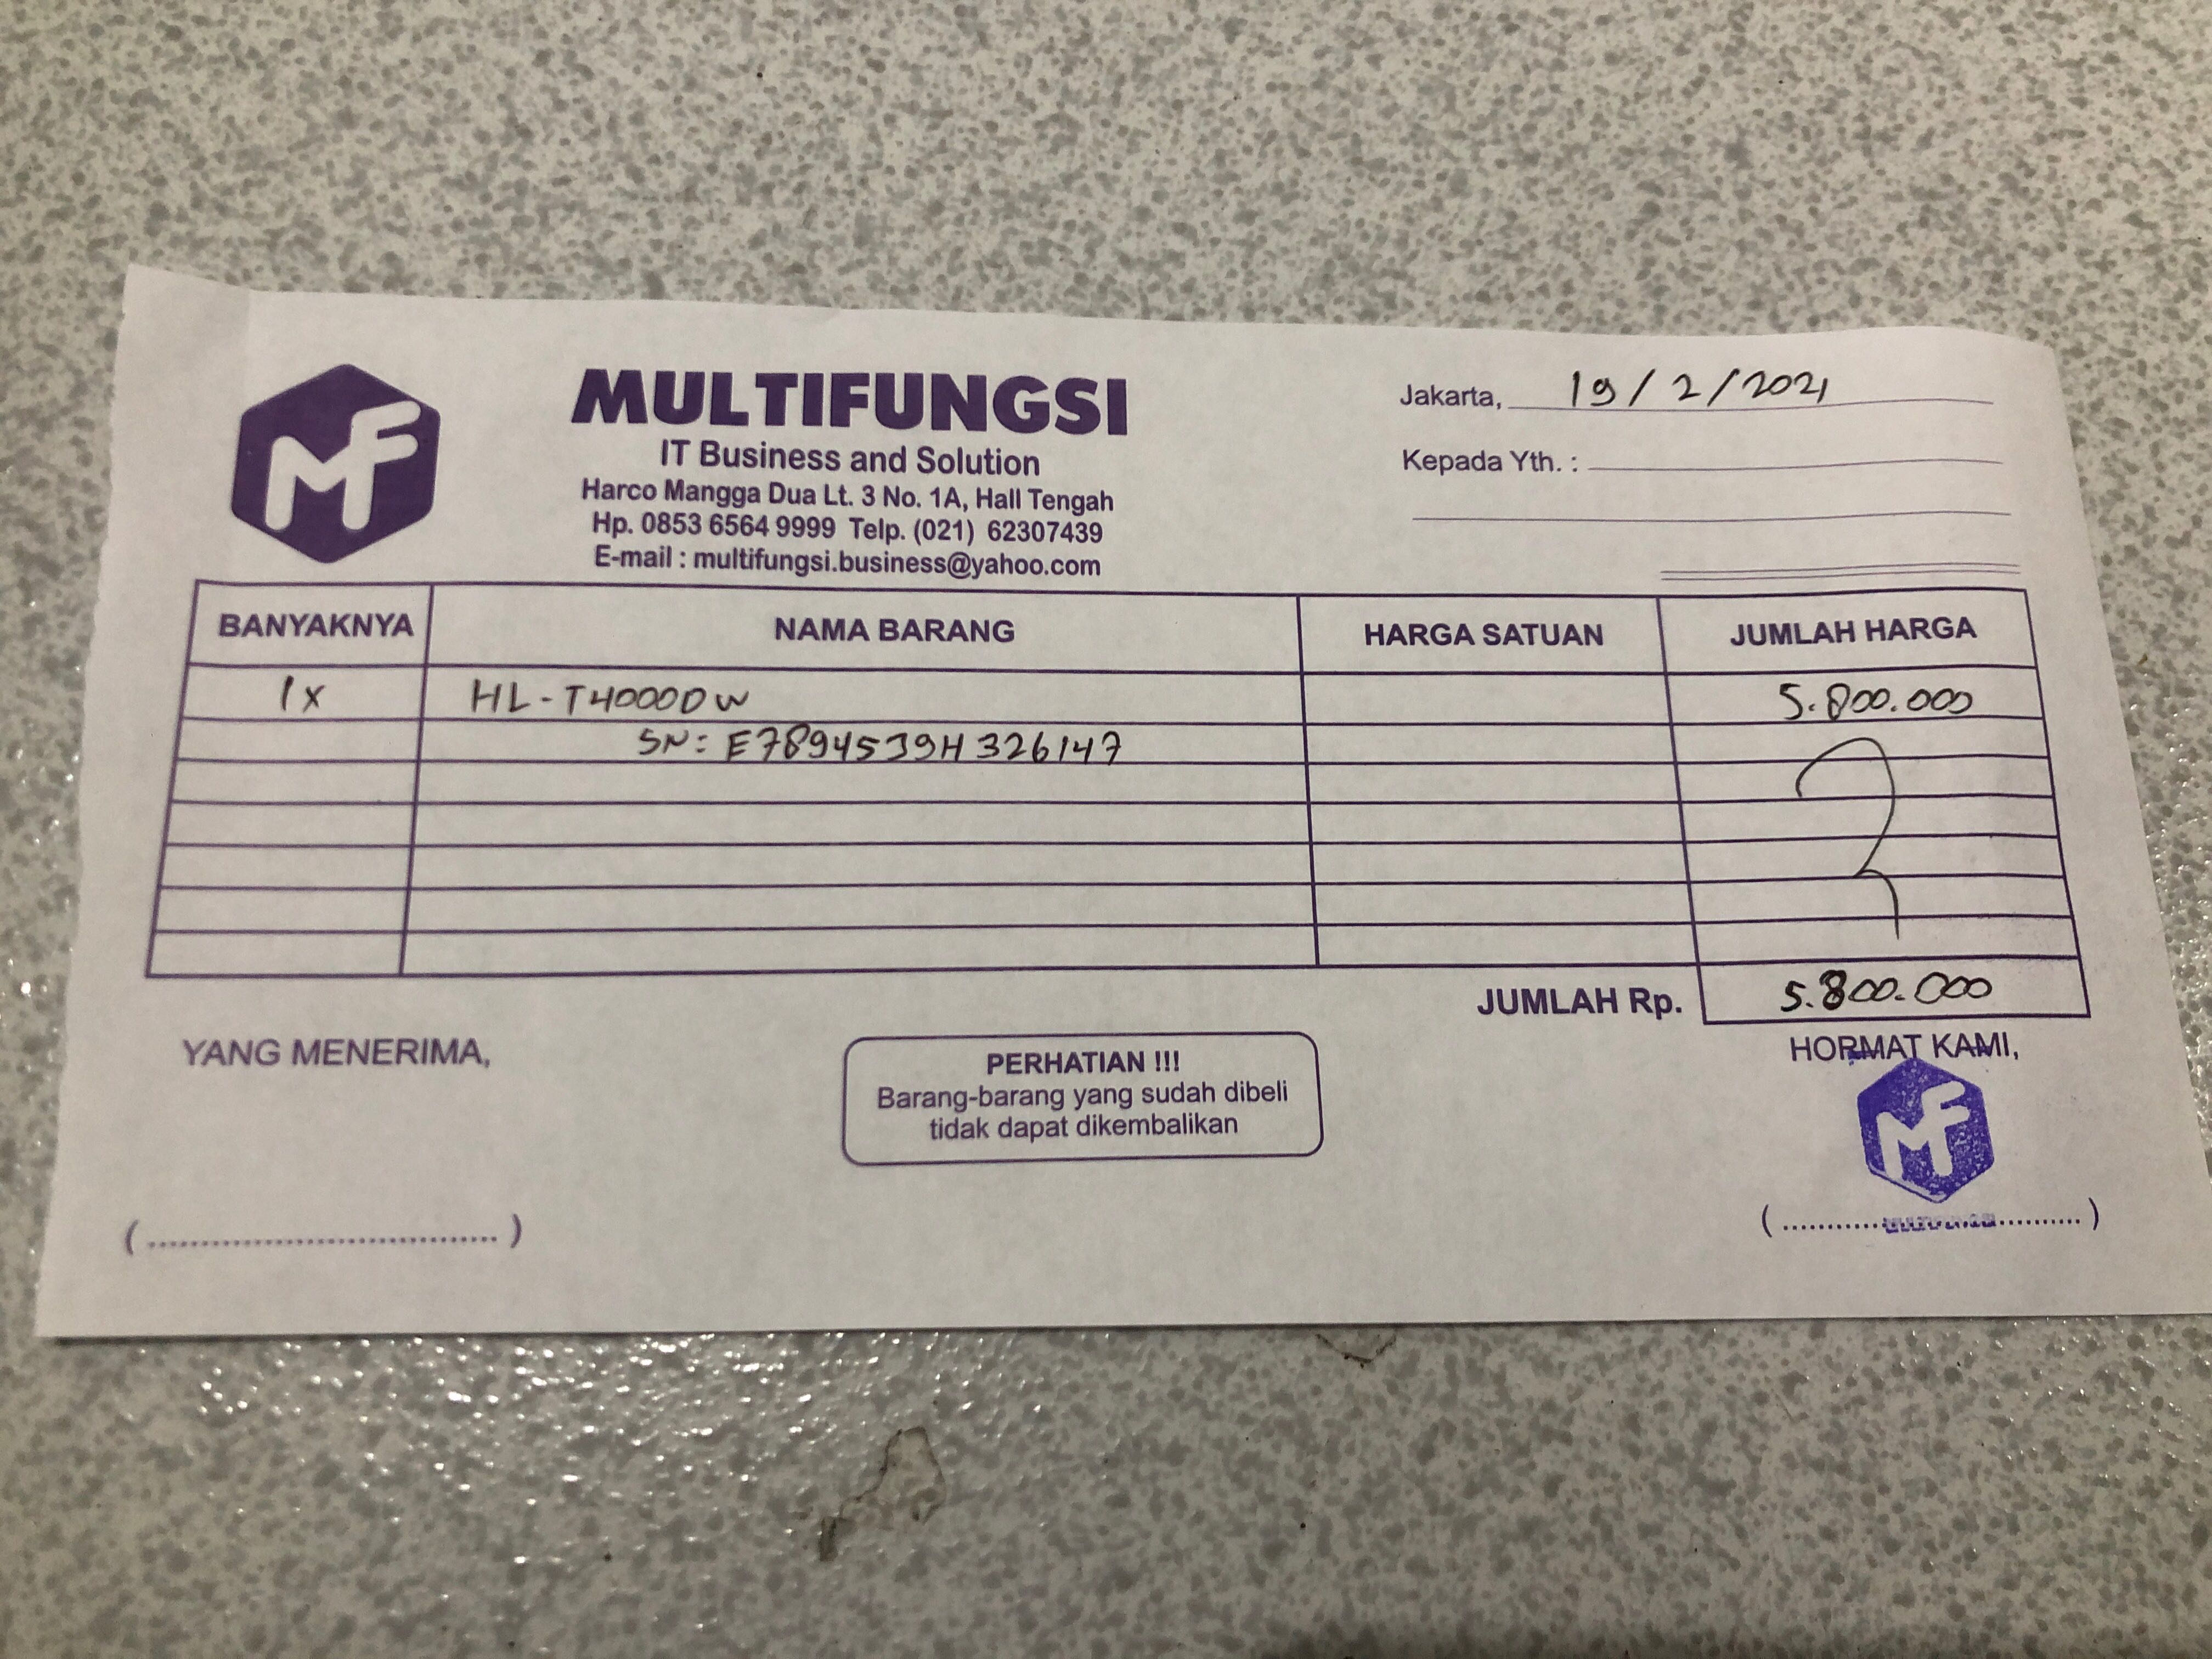 MF
MULTIFUNGSI
IT Business and Solution
Harco Mangga Dua Lt. 3 No. 1A, Hall Tengah
Hp. 0853 6564 9999 Telp. (021) 62307439
E-mail : multifungsi.business@yahoo.com
Jakarta, 19/2/2021
Kepada Yth. :
BANYAKNYA NAMA BARANG HARGA SATUAN JUMLAH HARGA
1x HL-T4000DW 5.800.000
SN: E78945J9H326147
JUMLAH Rp. 5.800.000
YANG MENERIMA,
PERHATIAN !!!
Barang-barang yang sudah dibeli
tidak dapat dikembalikan
HORMAT KAMI,
MF
(................................)
(........MULTIFUNGSI........)